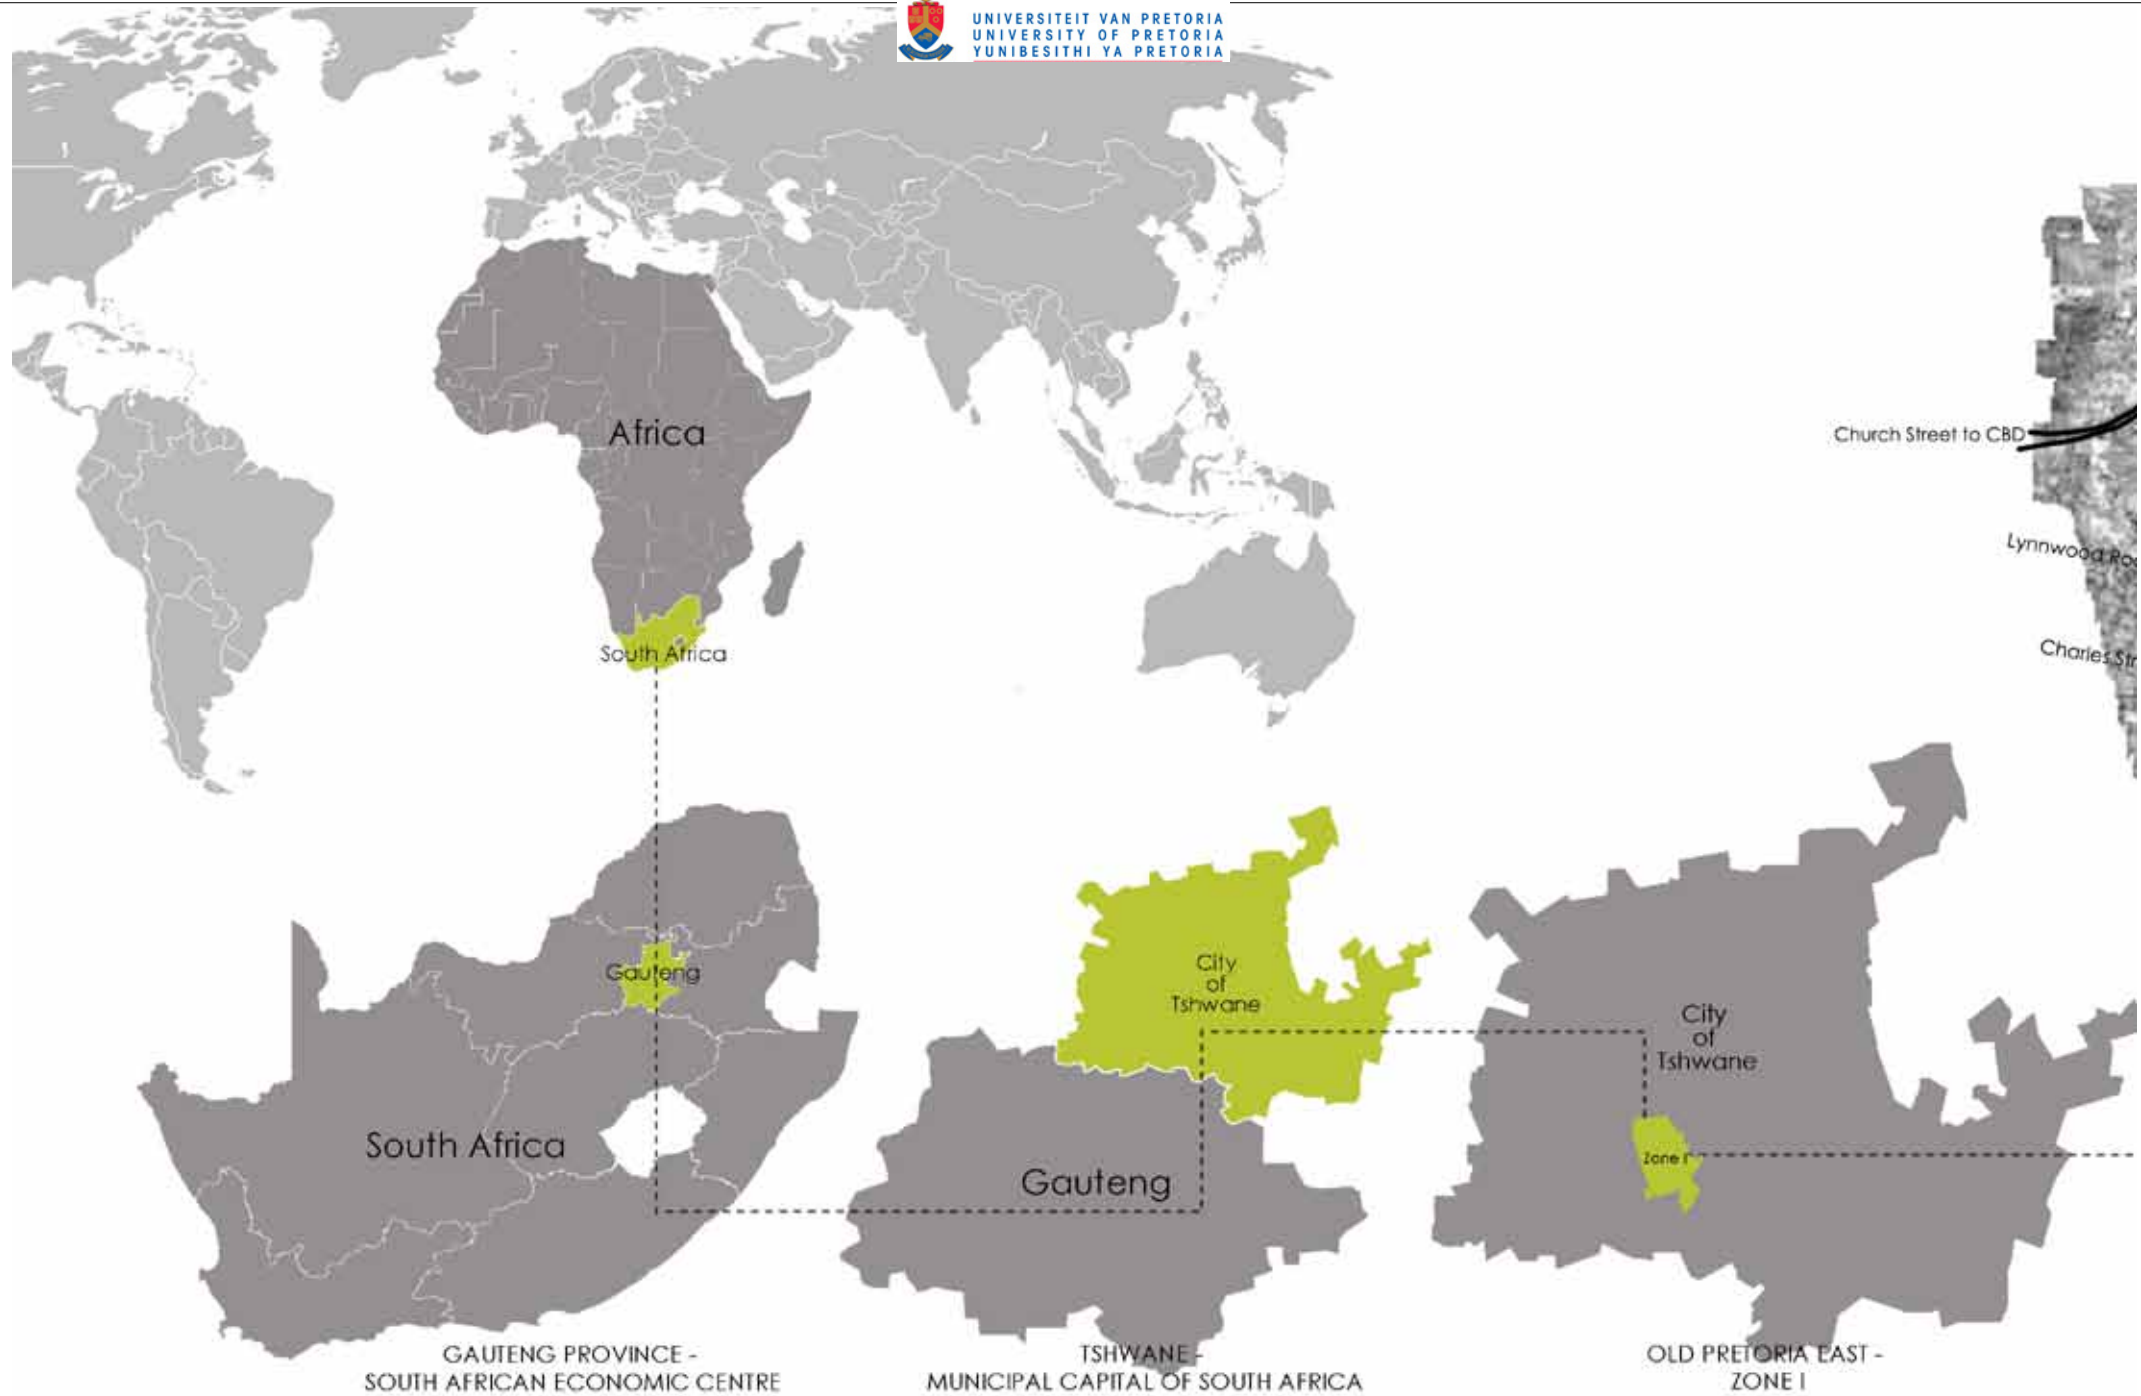 UNIVERSITEIT VAN PRETORIA
UNIVERSITY OF PRETORIA
YUNIBESITHI YA PRETORIA
Africa
South Africa
Church Street to CBD
Lynnwood
Charles
Gauteng
South Africa
City
of
Tshwane
Gauteng
City
of
Tshwane
Zone I
GAUTENG PROVINCE -
SOUTH AFRICAN ECONOMIC CENTRE
TSHWANE -
MUNICIPAL CAPITAL OF SOUTH AFRICA
OLD PRETORIA EAST -
ZONE I